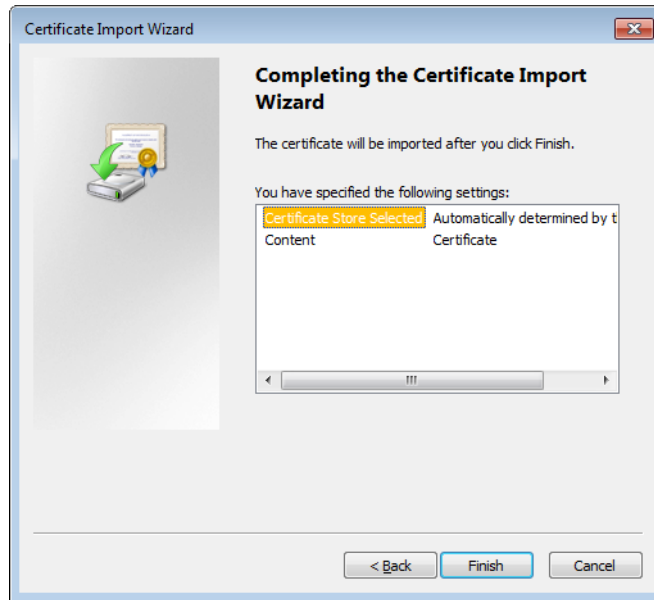 Certificate Import Wizard
Completing the Certificate Import
Wizard
The certificate will be imported after you click Finish.
You have specified the following settings:
Certificate Store Selected Automatically determined by t
Content Certificate
< Back Finish Cancel